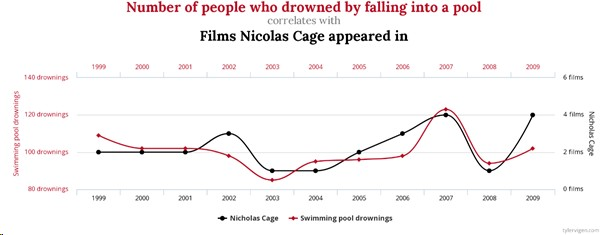 Number of people who drowned by falling into a pool
correlates with
Films Nicolas Cage appeared in
1999 2000 2001 2002 2003 2004 2005 2006 2007 2008 2009
140 drownings 6 films
120 drownings 4 films
100 drownings 2 films
80 drownings 0 films
Swimming pool drownings
Nicholas Cage
1999 2000 2001 2002 2003 2004 2005 2006 2007 2008 2009
Nicholas Cage Swimming pool drownings
tylervigen.com